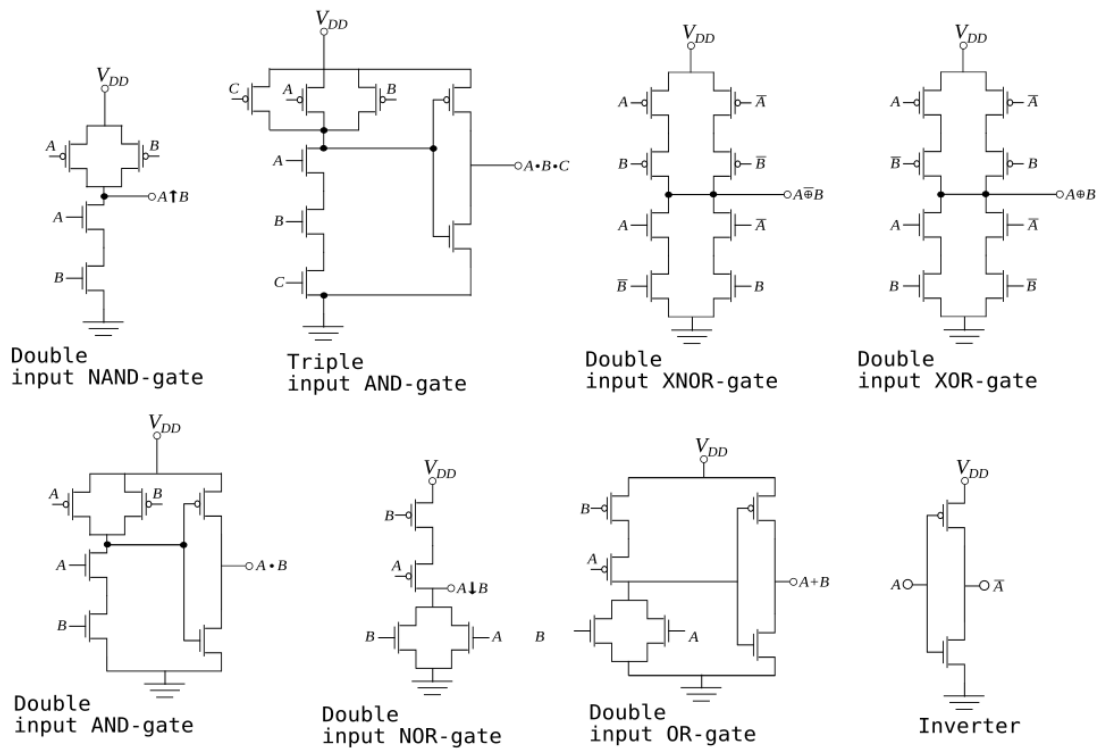 V_DD
A
B
A↑B
A
B
Double
input NAND-gate
V_DD
C
A
B
A
A•B•C
B
C
Triple
input AND-gate
V_DD
A
A̅
B
B̅
A⊕̅B
A
A̅
B̅
B
Double
input XNOR-gate
V_DD
A
A̅
B̅
B
A⊕B
A
A̅
B
B̅
Double
input XOR-gate
V_DD
A
B
A
A•B
B
Double
input AND-gate
V_DD
B
A
A↓B
B
A
Double
input NOR-gate
V_DD
B
A
A+B
B
A
Double
input OR-gate
V_DD
A
A̅
Inverter